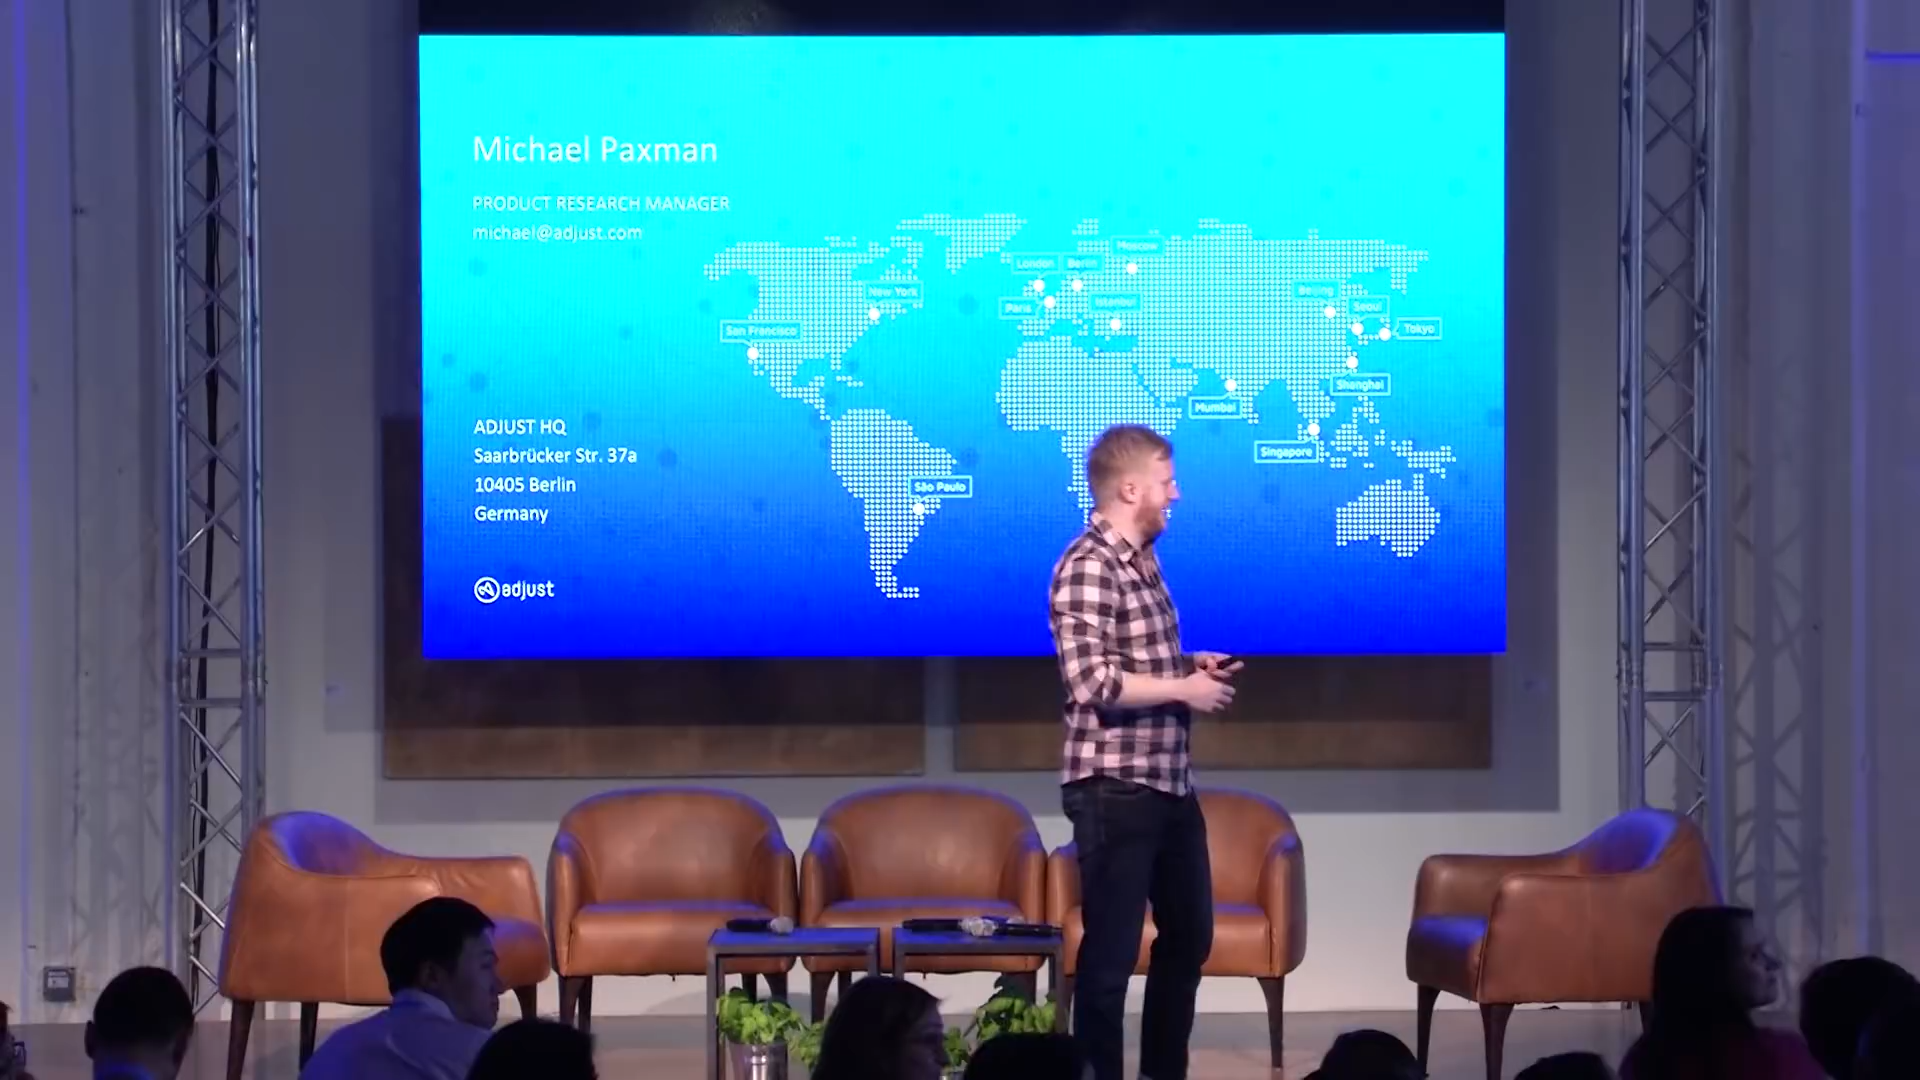 Michael Paxman
PRODUCT RESEARCH MANAGER
michael@adjust.com
Moscow
London
Berlin
New York
Paris
Istanbul
Beijing
Seoul
San Francisco
Tokyo
Shanghai
Mumbai
Singapore
São Paulo
ADJUST HQ
Saarbrücker Str. 37a
10405 Berlin
Germany
adjust